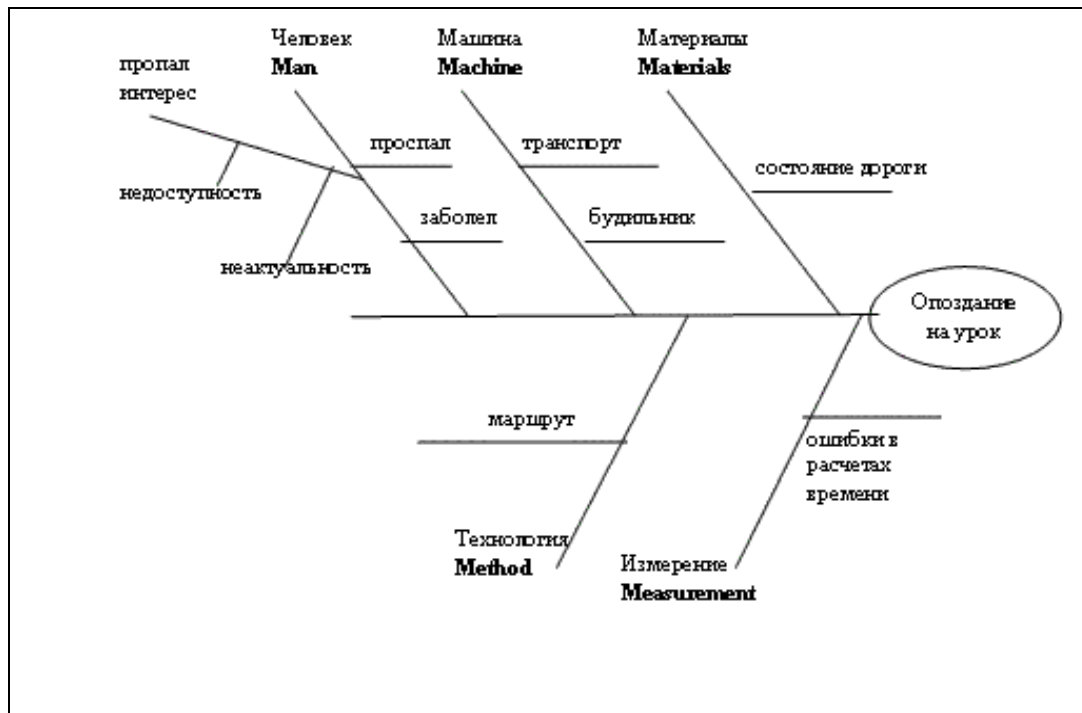 Человек
Man
Машина
Machine
Материалы
Materials
пропал
интерес
проспал
транспорт
состояние дороги
недоступность
заболел
будильник
неактуальность
Опоздание
на урок
маршрут
ошибки в
расчетах
времени
Технология
Method
Измерение
Measurement